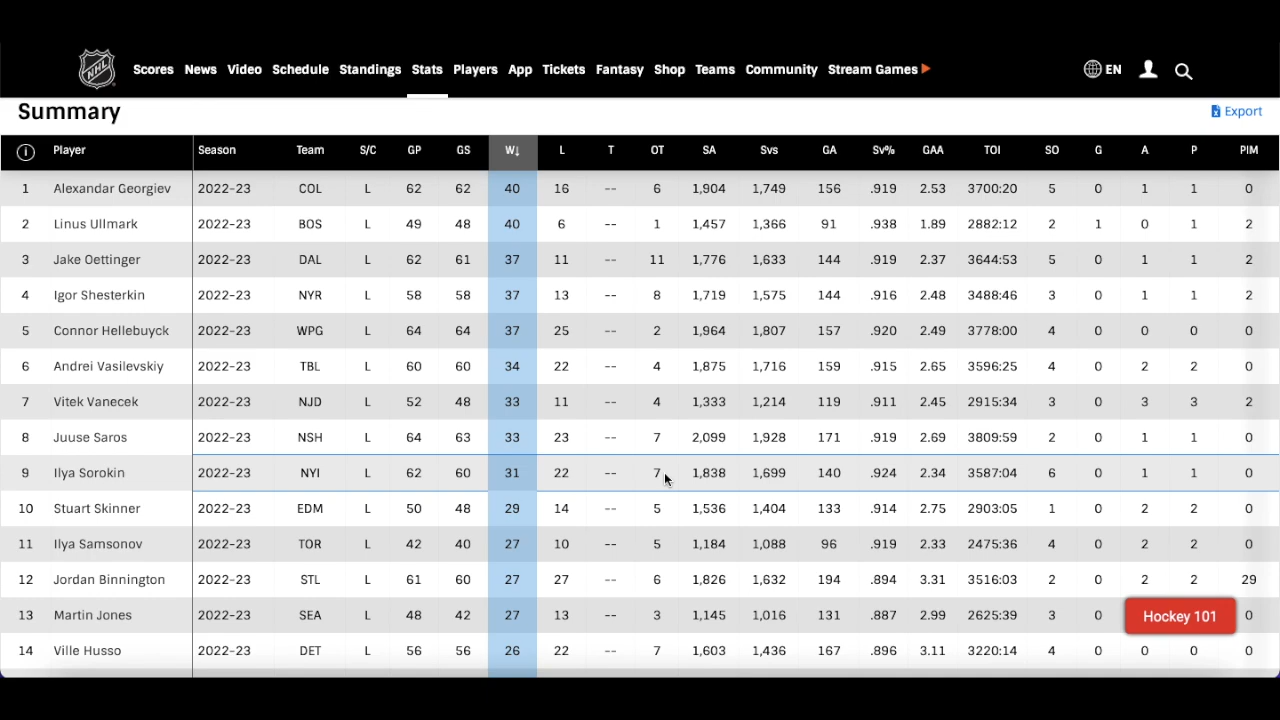 NHL
Scores News Video Schedule Standings Stats Players App Tickets Fantasy Shop Teams Community Stream Games EN
Summary Export
i Player Season Team S/C GP GS W↓ L T OT SA Svs GA Sv% GAA TOI SO G A P PIM
1 Alexandar Georgiev 2022-23 COL L 62 62 40 16 -- 6 1,904 1,749 156 .919 2.53 3700:20 5 0 1 1 0
2 Linus Ullmark 2022-23 BOS L 49 48 40 6 -- 1 1,457 1,366 91 .938 1.89 2882:12 2 1 0 1 2
3 Jake Oettinger 2022-23 DAL L 62 61 37 11 -- 11 1,776 1,633 144 .919 2.37 3644:53 5 0 1 1 2
4 Igor Shesterkin 2022-23 NYR L 58 58 37 13 -- 8 1,719 1,575 144 .916 2.48 3488:46 3 0 1 1 2
5 Connor Hellebuyck 2022-23 WPG L 64 64 37 25 -- 2 1,964 1,807 157 .920 2.49 3778:00 4 0 0 0 0
6 Andrei Vasilevskiy 2022-23 TBL L 60 60 34 22 -- 4 1,875 1,716 159 .915 2.65 3596:25 4 0 2 2 0
7 Vitek Vanecek 2022-23 NJD L 52 48 33 11 -- 4 1,333 1,214 119 .911 2.45 2915:34 3 0 3 3 2
8 Juuse Saros 2022-23 NSH L 64 63 33 23 -- 7 2,099 1,928 171 .919 2.69 3809:59 2 0 1 1 0
9 Ilya Sorokin 2022-23 NYI L 62 60 31 22 -- 7 1,838 1,699 140 .924 2.34 3587:04 6 0 1 1 0
10 Stuart Skinner 2022-23 EDM L 50 48 29 14 -- 5 1,536 1,404 133 .914 2.75 2903:05 1 0 2 2 0
11 Ilya Samsonov 2022-23 TOR L 42 40 27 10 -- 5 1,184 1,088 96 .919 2.33 2475:36 4 0 2 2 0
12 Jordan Binnington 2022-23 STL L 61 60 27 27 -- 6 1,826 1,632 194 .894 3.31 3516:03 2 0 2 2 29
13 Martin Jones 2022-23 SEA L 48 42 27 13 -- 3 1,145 1,016 131 .887 2.99 2625:39 3 0 Hockey 101 0
14 Ville Husso 2022-23 DET L 56 56 26 22 -- 7 1,603 1,436 167 .896 3.11 3220:14 4 0 0 0 0